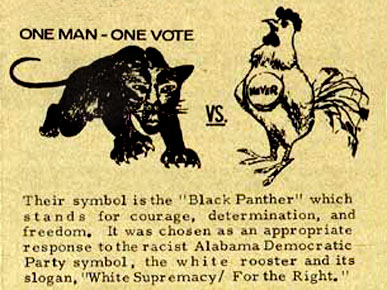 ONE MAN - ONE VOTE
VS.
NEVER
Their symbol is the "Black Panther" which
stands for courage, determination, and
freedom. It was chosen as an appropriate
response to the racist Alabama Democratic
Party symbol, the white rooster and its
slogan, "White Supremacy/ For the Right."